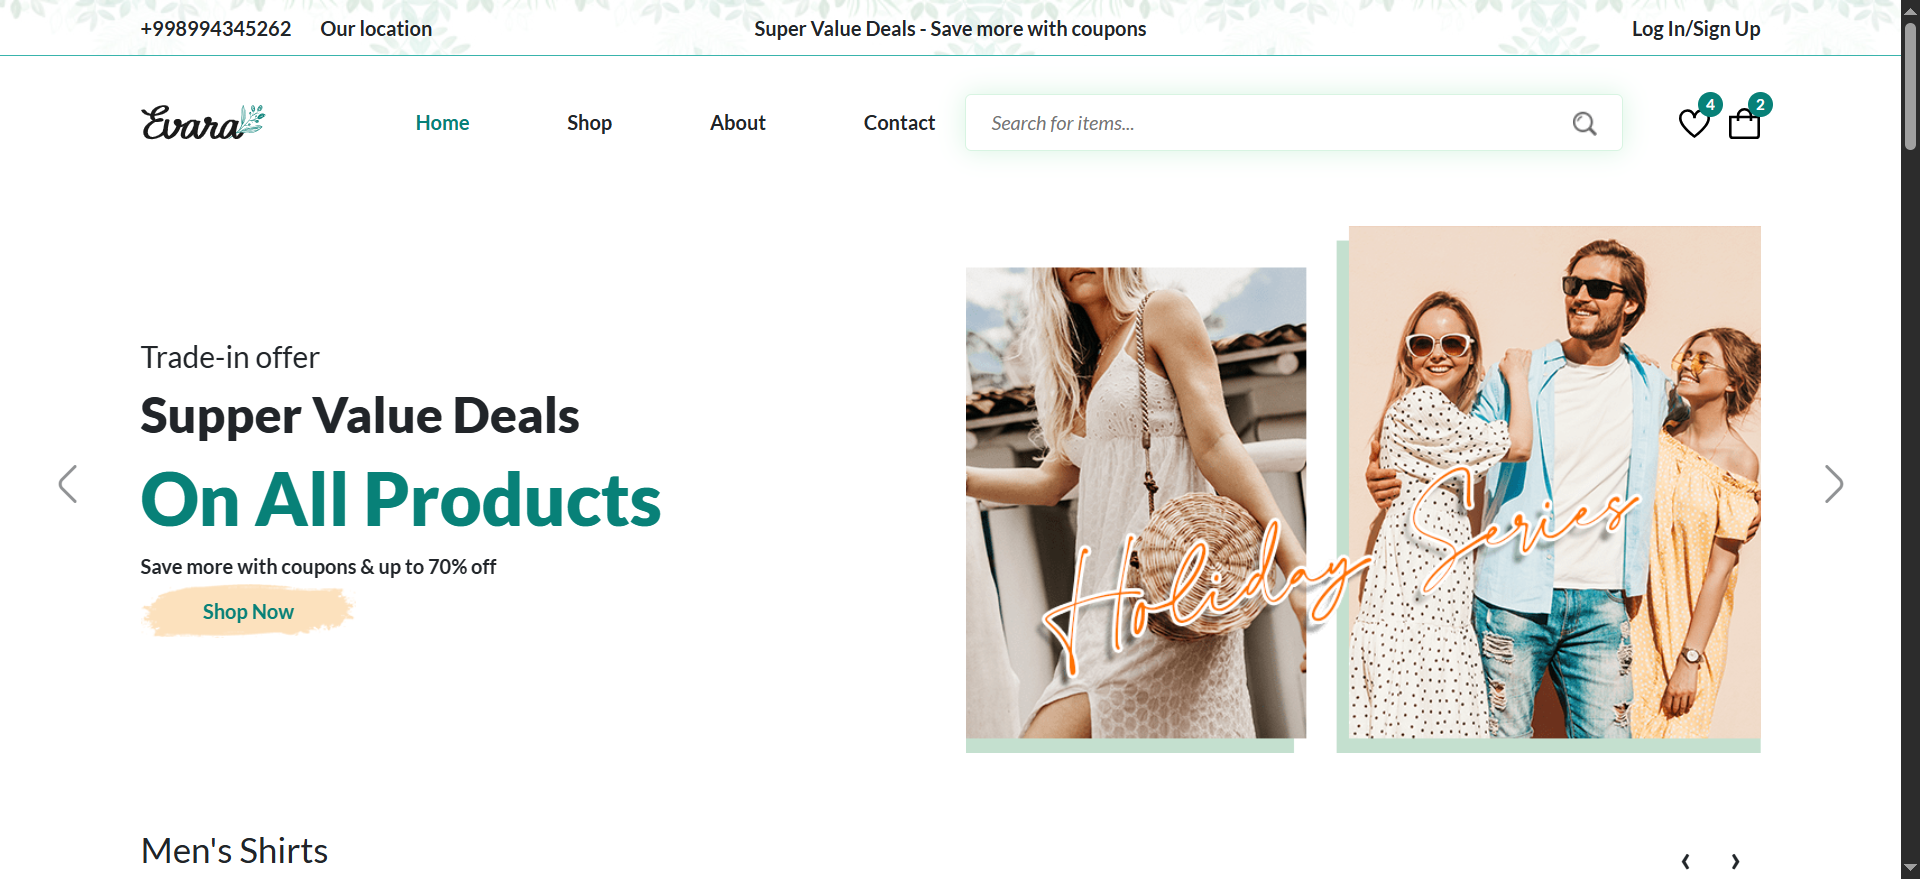 +998994345262 Our location Super Value Deals - Save more with coupons Log In/Sign Up
Evara Home Shop About Contact Search for items... 4 2
Trade-in offer
Supper Value Deals
On All Products
Save more with coupons & up to 70% off
Shop Now
Holiday Series
Men's Shirts